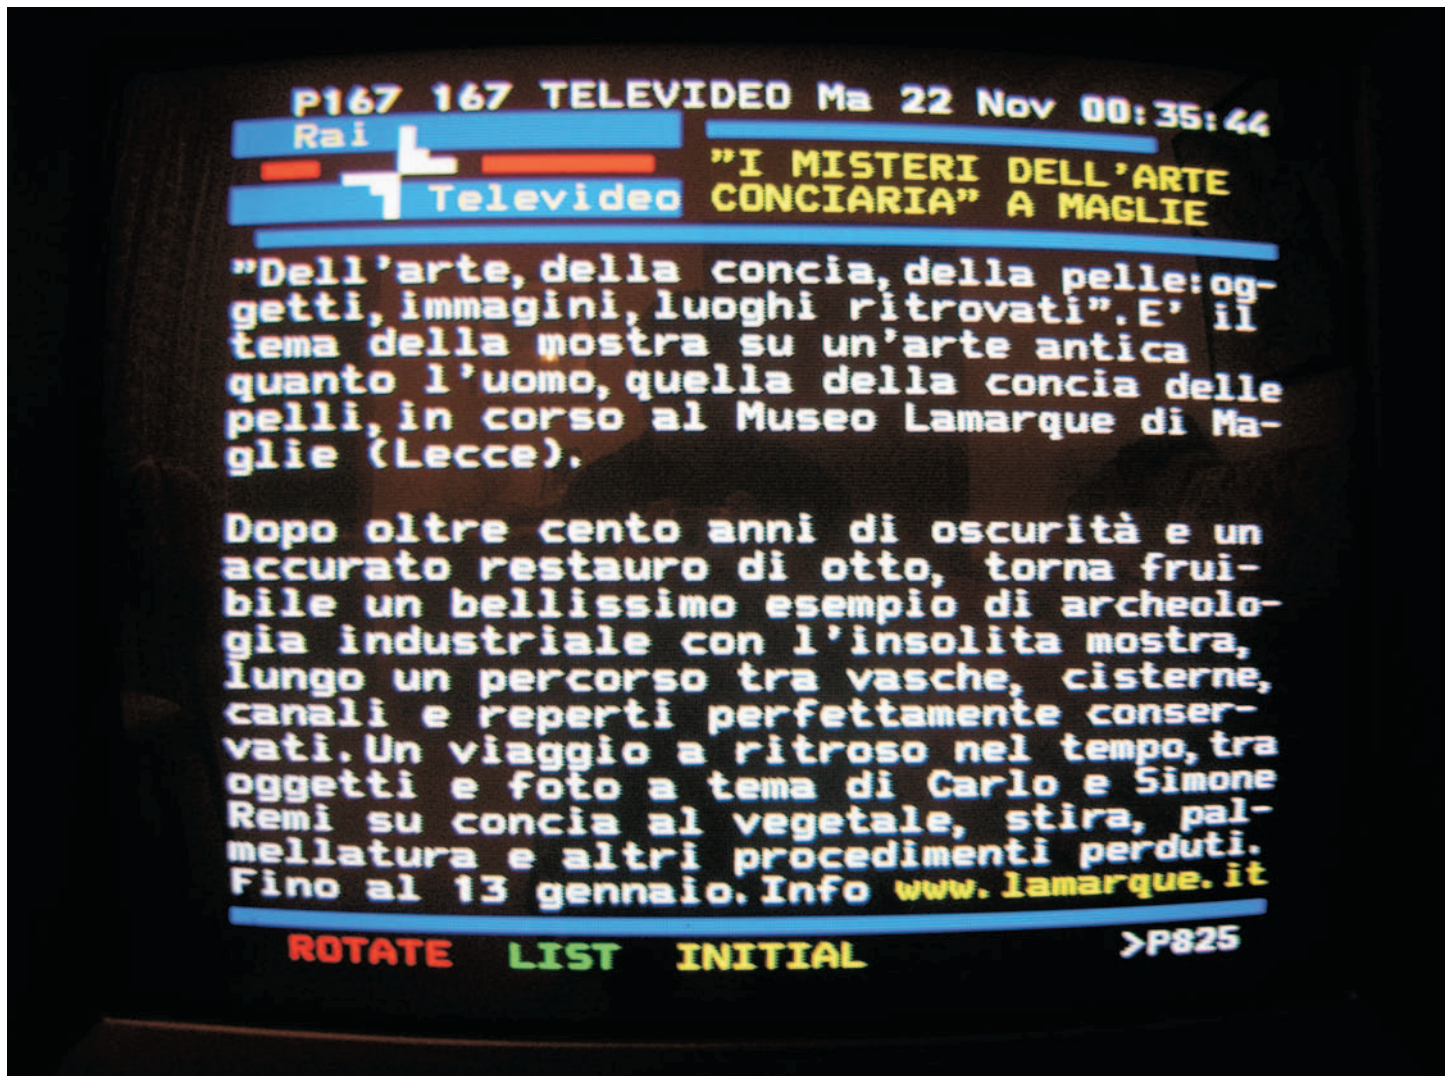 P167 167 TELEVIDEO Ma 22 Nov 00:35:44
Rai
Televideo
"I MISTERI DELL'ARTE
CONCIARIA" A MAGLIE
"Dell'arte, della concia, della pelle: og-
getti, immagini, luoghi ritrovati". E' il
tema della mostra su un'arte antica
quanto l'uomo, quella della concia delle
pelli, in corso al Museo Lamarque di Ma-
glie (Lecce).
Dopo oltre cento anni di oscurità e un
accurato restauro di otto, torna frui-
bile un bellissimo esempio di archeolo-
gia industriale con l'insolita mostra,
lungo un percorso tra vasche, cisterne,
canali e reperti perfettamente conser-
vati. Un viaggio a ritroso nel tempo, tra
oggetti e foto a tema di Carlo e Simone
Remi su concia al vegetale, stira, pal-
mellatura e altri procedimenti perduti.
Fino al 13 gennaio. Info www.lamarque.it
ROTATE LIST INITIAL >P825